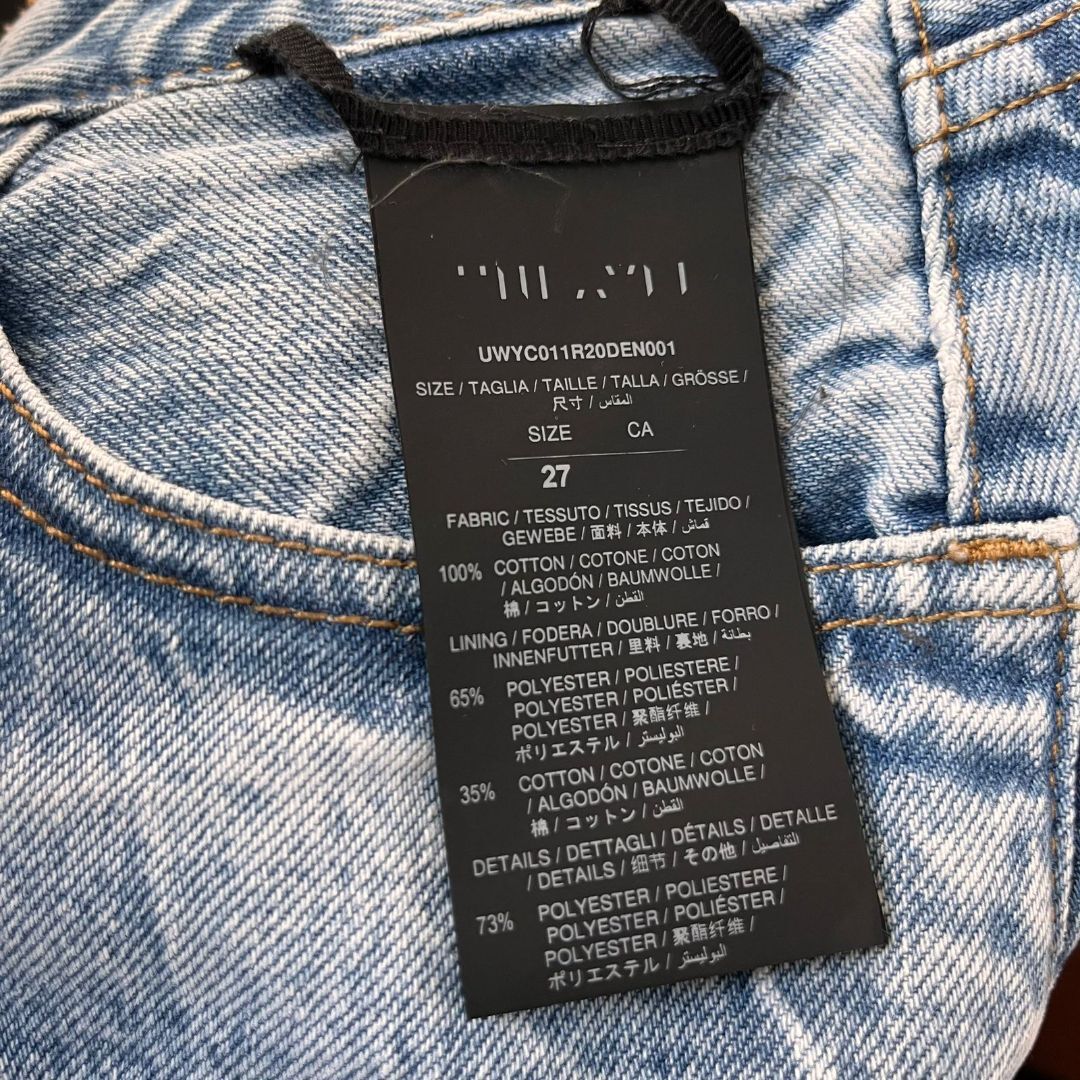 UWYC011R20DEN001
SIZE / TAGLIA / TAILLE / TALLA / GRÖSSE /
尺寸 / المقاس
SIZE CA
27
FABRIC / TESSUTO / TISSUS / TEJIDO /
GEWEBE / 面料 / 本体 / قماش
100% COTTON / COTONE / COTON
/ ALGODÓN / BAUMWOLLE /
棉 / コットン / القطن
LINING / FODERA / DOUBLURE / FORRO /
INNENFUTTER / 里料 / 裏地 / بطانة
65% POLYESTER / POLIESTERE /
POLYESTER / POLIÉSTER /
POLYESTER / 聚酯纤维 /
ポリエステル / البوليستر
35% COTTON / COTONE / COTON
/ ALGODÓN / BAUMWOLLE /
棉 / コットン / القطن
DETAILS / DETTAGLI / DÉTAILS / DETALLE
/ DETAILS / 细节 / その他 / التفاصيل
73% POLYESTER / POLIESTERE /
POLYESTER / POLIÉSTER /
POLYESTER / 聚酯纤维 /
ポリエステル / البوليستر